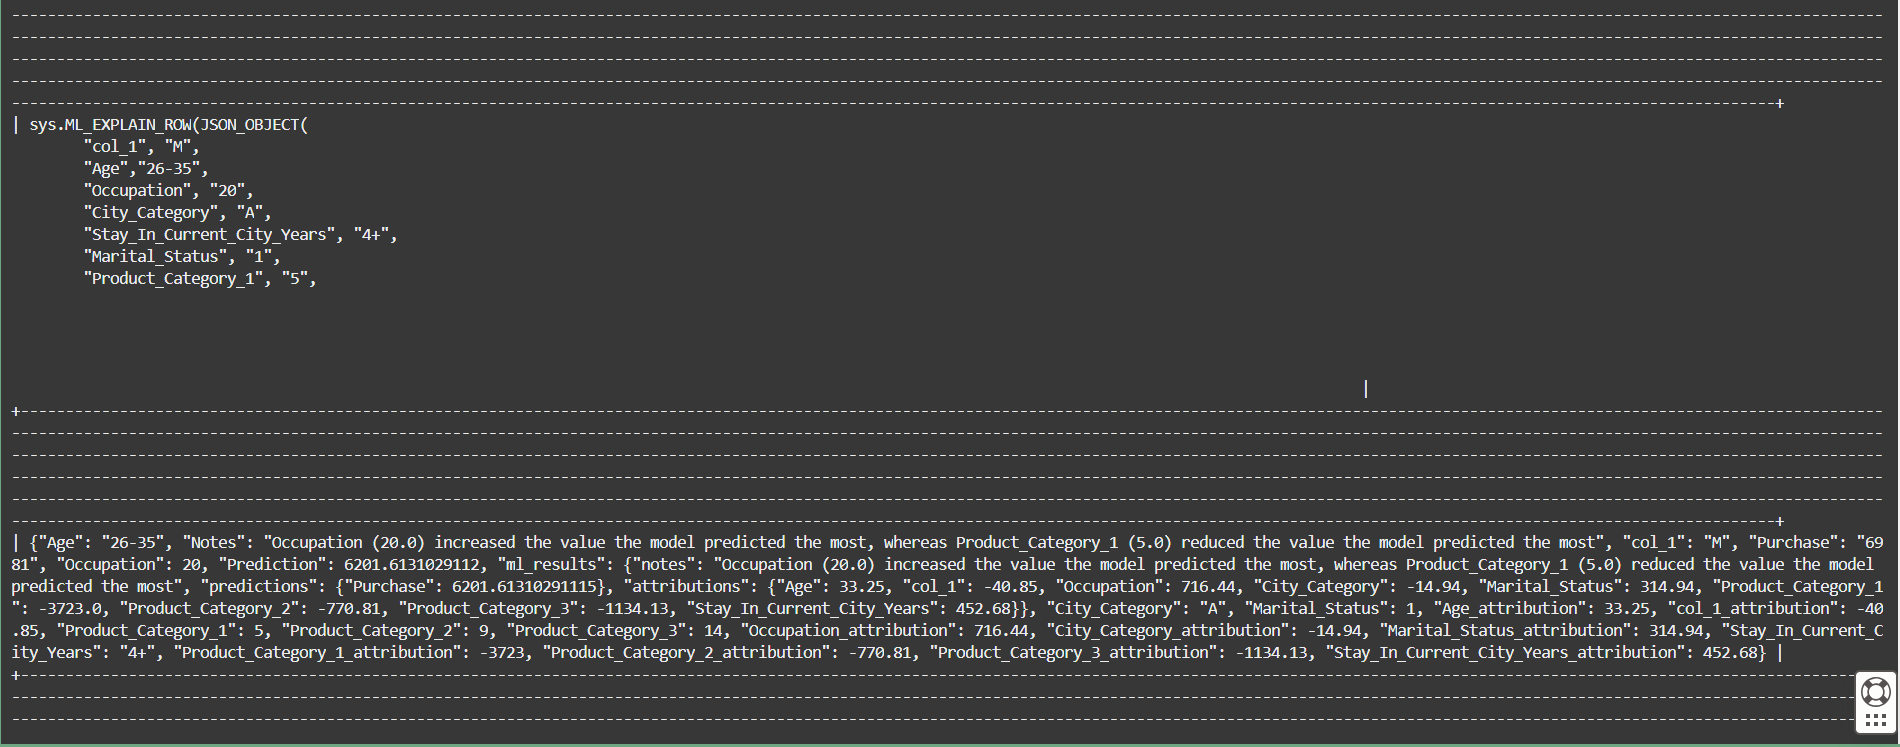 | sys.ML_EXPLAIN_ROW(JSON_OBJECT(
"col_1", "M",
"Age","26-35",
"Occupation", "20",
"City_Category", "A",
"Stay_In_Current_City_Years", "4+",
"Marital_Status", "1",
"Product_Category_1", "5",
|
| {"Age": "26-35", "Notes": "Occupation (20.0) increased the value the model predicted the most, whereas Product_Category_1 (5.0) reduced the value the model predicted the most", "col_1": "M", "Purchase": "69
81", "Occupation": 20, "Prediction": 6201.6131029112, "ml_results": {"notes": "Occupation (20.0) increased the value the model predicted the most, whereas Product_Category_1 (5.0) reduced the value the model
predicted the most", "predictions": {"Purchase": 6201.61310291115}, "attributions": {"Age": 33.25, "col_1": -40.85, "Occupation": 716.44, "City_Category": -14.94, "Marital_Status": 314.94, "Product_Category_1
": -3723.0, "Product_Category_2": -770.81, "Product_Category_3": -1134.13, "Stay_In_Current_City_Years": 452.68}}, "City_Category": "A", "Marital_Status": 1, "Age_attribution": 33.25, "col_1_attribution": -40
.85, "Product_Category_1": 5, "Product_Category_2": 9, "Product_Category_3": 14, "Occupation_attribution": 716.44, "City_Category_attribution": -14.94, "Marital_Status_attribution": 314.94, "Stay_In_Current_C
ity_Years": "4+", "Product_Category_1_attribution": -3723, "Product_Category_2_attribution": -770.81, "Product_Category_3_attribution": -1134.13, "Stay_In_Current_City_Years_attribution": 452.68} |